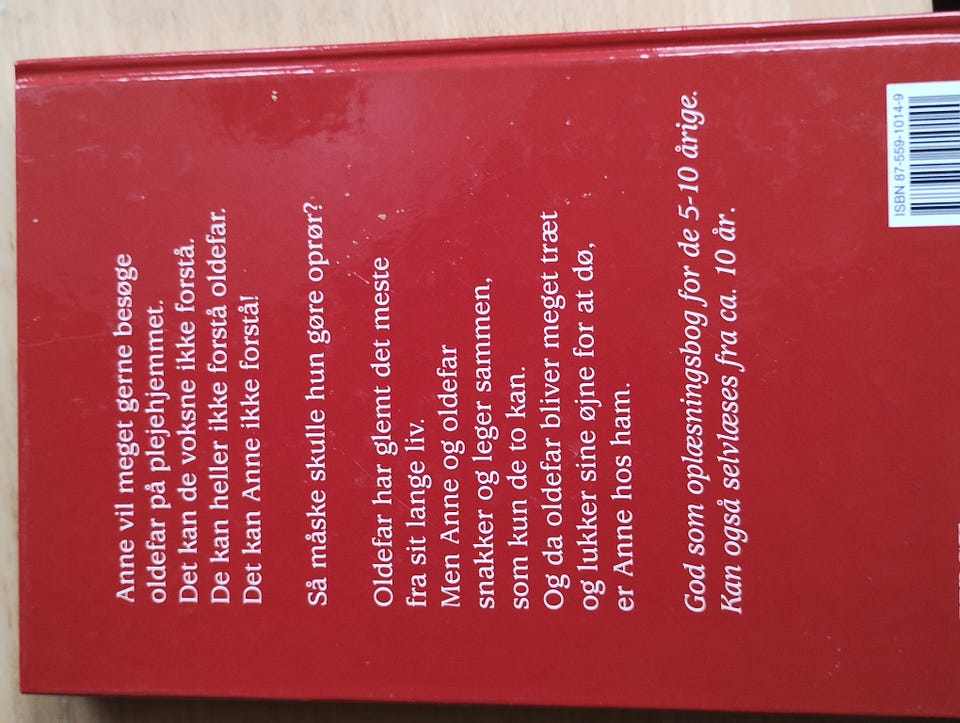 Anne vil meget gerne besøge
oldefar på plejehjemmet.
Det kan de voksne ikke forstå.
De kan heller ikke forstå oldefar.
Det kan Anne ikke forstå!
Så måske skulle hun gøre oprør?
Oldefar har glemt det meste
fra sit lange liv.
Men Anne og oldefar
snakker og leger sammen,
som kun de to kan.
Og da oldefar bliver meget træt
og lukker sine øjne for at dø,
er Anne hos ham.
God som oplæsningsbog for de 5-10 årige.
Kan også selvlæses fra ca. 10 år.
ISBN 87-559-1014-9